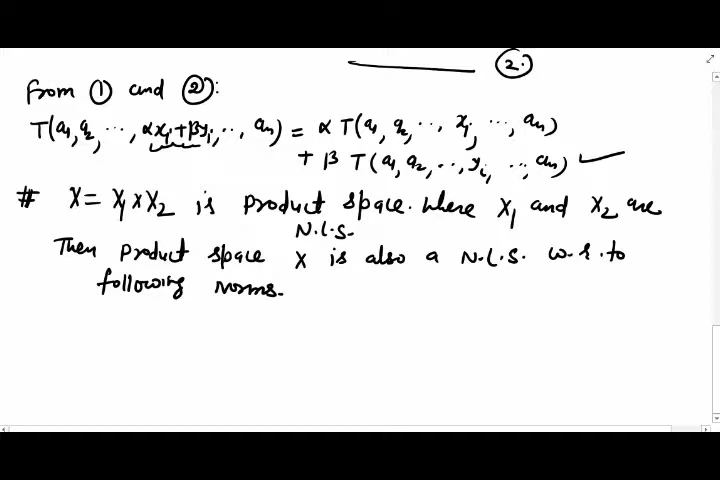 2.
from ① and ②:
T(a₁, a₂, ..., αxᵢ+βyᵢ, .., aₙ) = α T(a₁, a₂, .., xᵢ, ..., aₙ)
+ β T(a₁, a₂, .., yᵢ, .., aₙ)
# X = X₁ × X₂ is product space. where X₁ and X₂ are
N.L.S.
Then product space X is also a N.L.S. w.r.to
following norms.